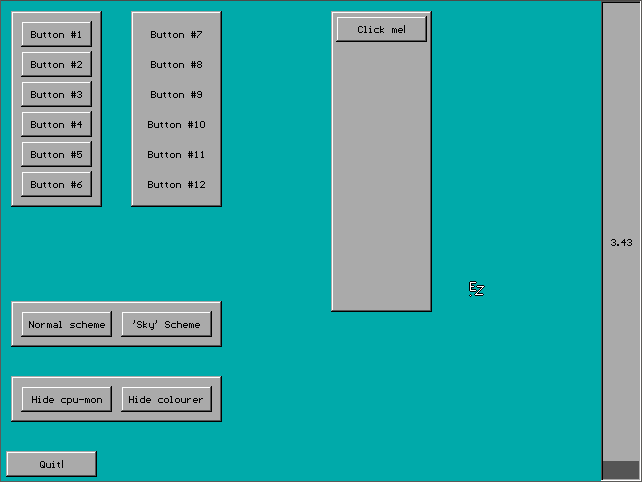 Button #1
Button #2
Button #3
Button #4
Button #5
Button #6
Button #7
Button #8
Button #9
Button #10
Button #11
Button #12
Click me!
3.43
EZ
Normal scheme
'Sky' Scheme
Hide cpu-mon
Hide colourer
Quit!